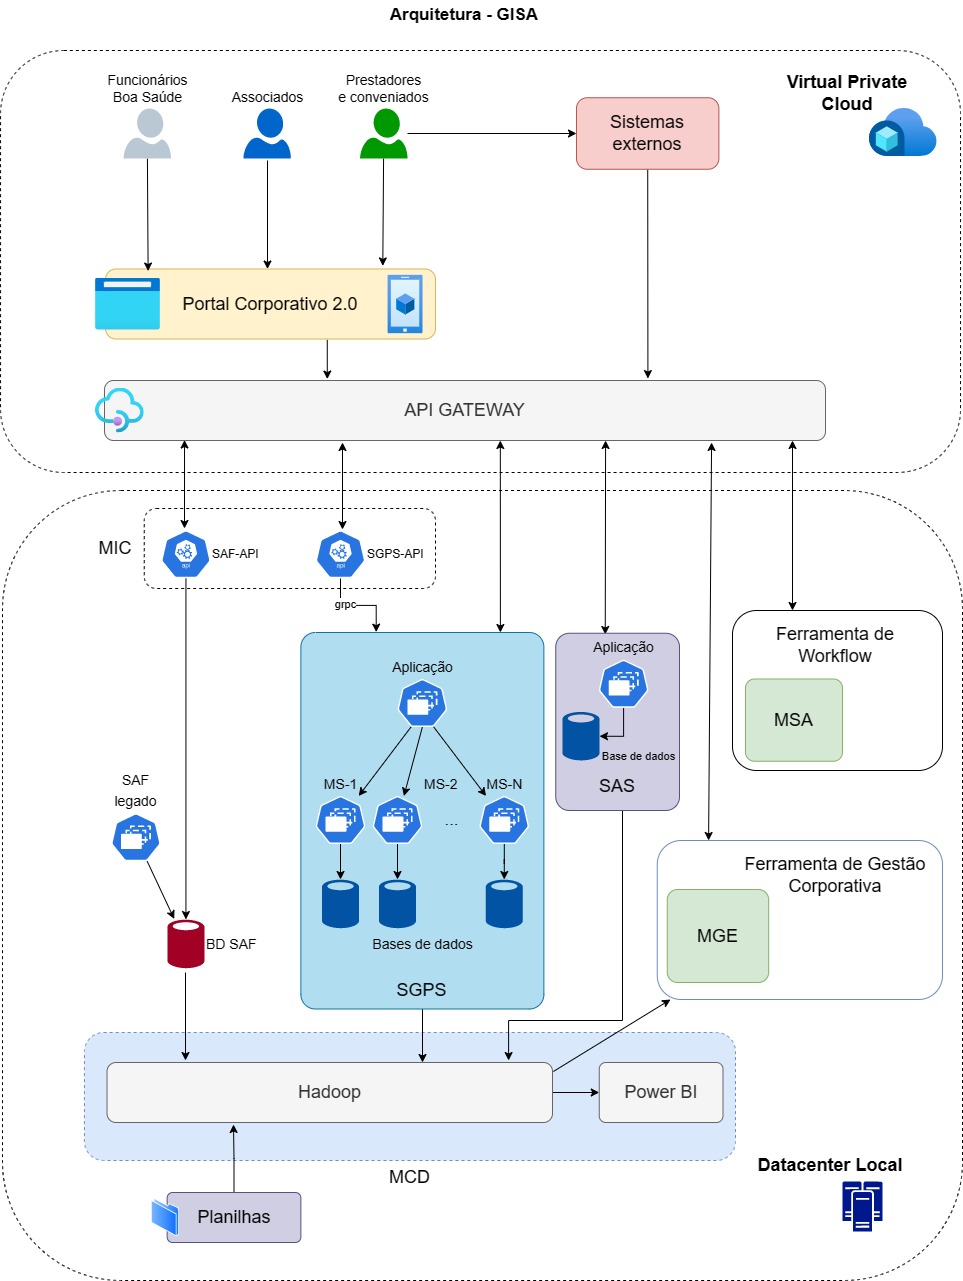 Arquitetura - GISA
Funcionários
Boa Saúde
Associados
Prestadores
e conveniados
Sistemas
externos
Virtual Private
Cloud
Portal Corporativo 2.0
API GATEWAY
MIC
SAF-API
SGPS-API
api
api
grpc
Aplicação
MS-1
MS-2
MS-N
...
Bases de dados
SGPS
Aplicação
Base de dados
SAS
Ferramenta de
Workflow
MSA
SAF
legado
BD SAF
Ferramenta de Gestão
Corporativa
MGE
Hadoop
Power BI
MCD
Planilhas
Datacenter Local